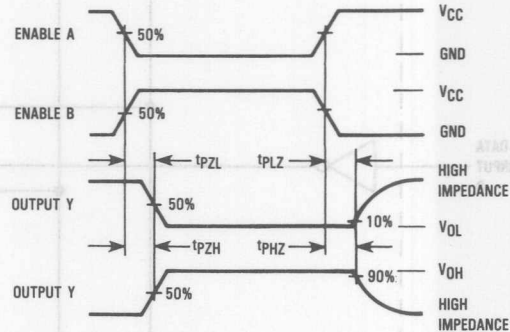 ENABLE A
50%
VCC
GND
ENABLE B
50%
VCC
GND
tPZL
tPLZ
OUTPUT Y
50%
10%
HIGH
IMPEDANCE
VOL
tPZH
tPHZ
OUTPUT Y
50%
90%
VOH
HIGH
IMPEDANCE
DATA